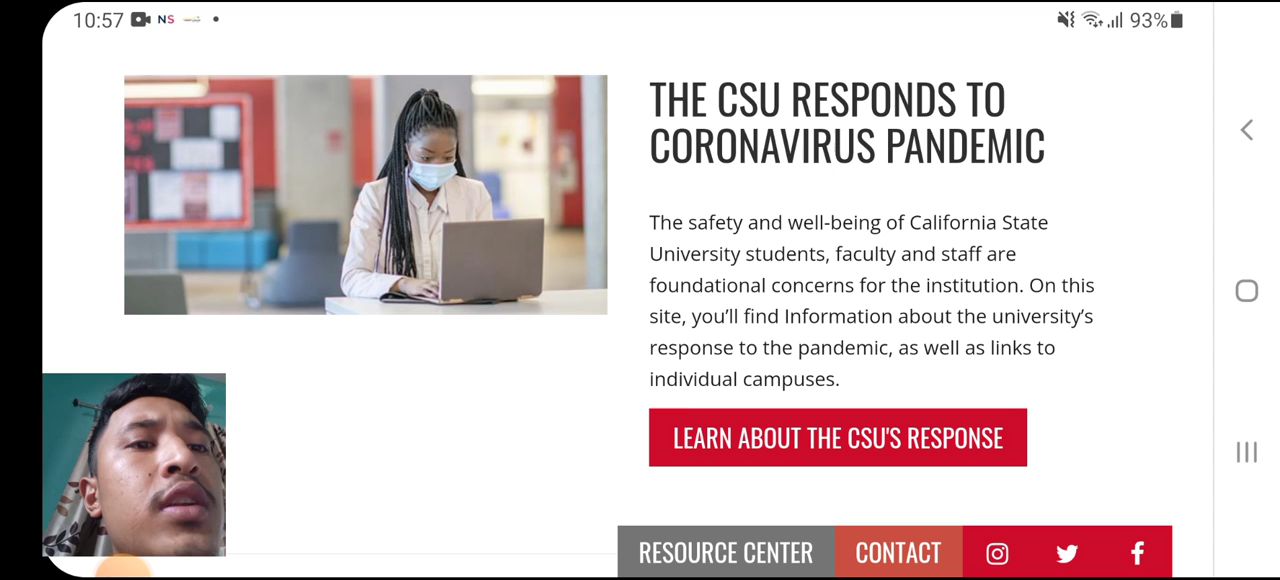 10:57 NS 93%
THE CSU RESPONDS TO
CORONAVIRUS PANDEMIC
The safety and well-being of California State
University students, faculty and staff are
foundational concerns for the institution. On this
site, you'll find Information about the university's
response to the pandemic, as well as links to
individual campuses.
LEARN ABOUT THE CSU'S RESPONSE
RESOURCE CENTER CONTACT